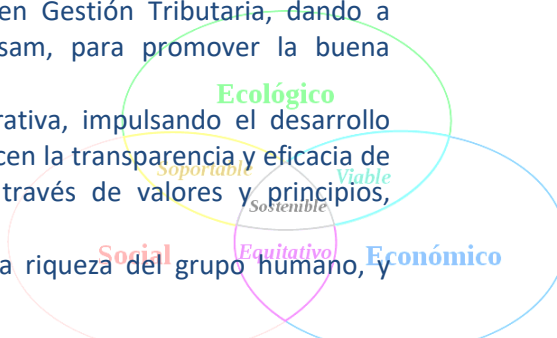 en Gestión Tributaria, dando a
sam, para promover la buena
Ecológico
rativa, impulsando el desarrollo
cen la transparencia y eficacia de
Soportable
Viable
través de valores y principios,
Sostenible
Social
Equitativo
Económico
a riqueza del grupo humano, y